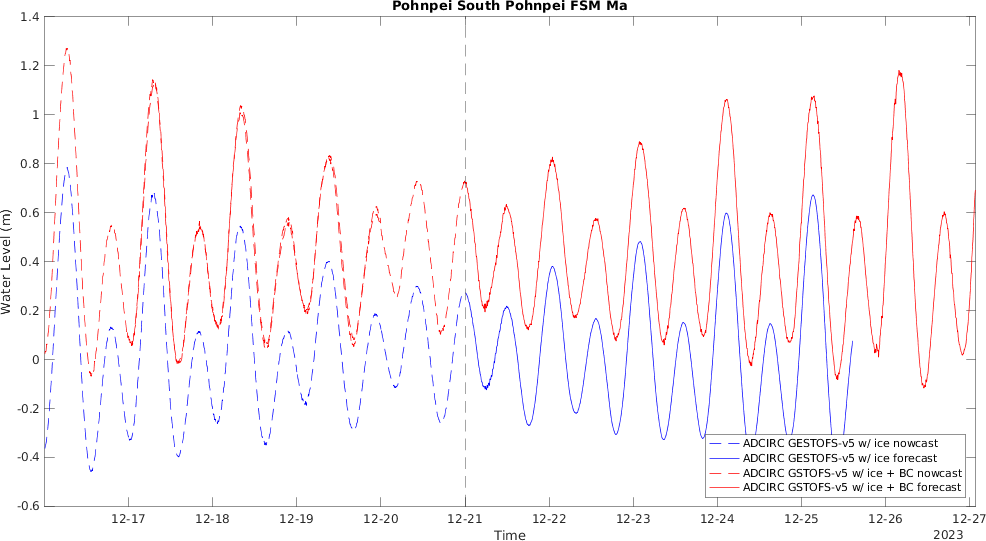 Pohnpei South Pohnpei FSM Ma
1.4
1.2
1
0.8
0.6
0.4
0.2
0
-0.2
-0.4
-0.6
Water Level (m)
ADCIRC GESTOFS-v5 w/ ice nowcast
ADCIRC GESTOFS-v5 w/ ice forecast
ADCIRC GSTOFS-v5 w/ ice + BC nowcast
ADCIRC GSTOFS-v5 w/ ice + BC forecast
12-17 12-18 12-19 12-20 12-21 12-22 12-23 12-24 12-25 12-26 12-27
Time 2023